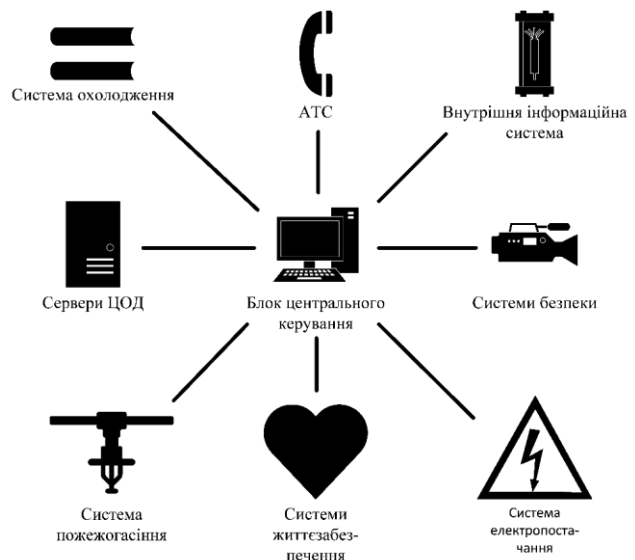 Система охолодження
АТС
Внутрішня інформаційна
система
Сервери ЦОД
Блок центрального
керування
Системи безпеки
Система
пожежогасіння
Системи
життєзабез-
печення
Система
електропоста-
чання